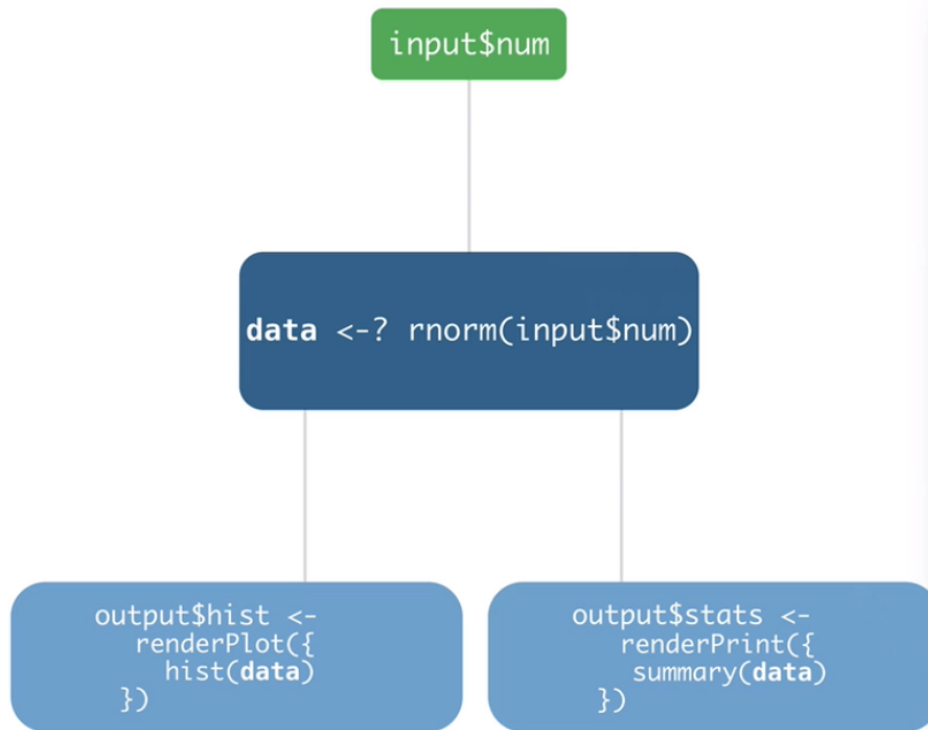 input$num
data <-? rnorm(input$num)
output$hist <-
renderPlot({
hist(data)
})
output$stats <-
renderPrint({
summary(data)
})